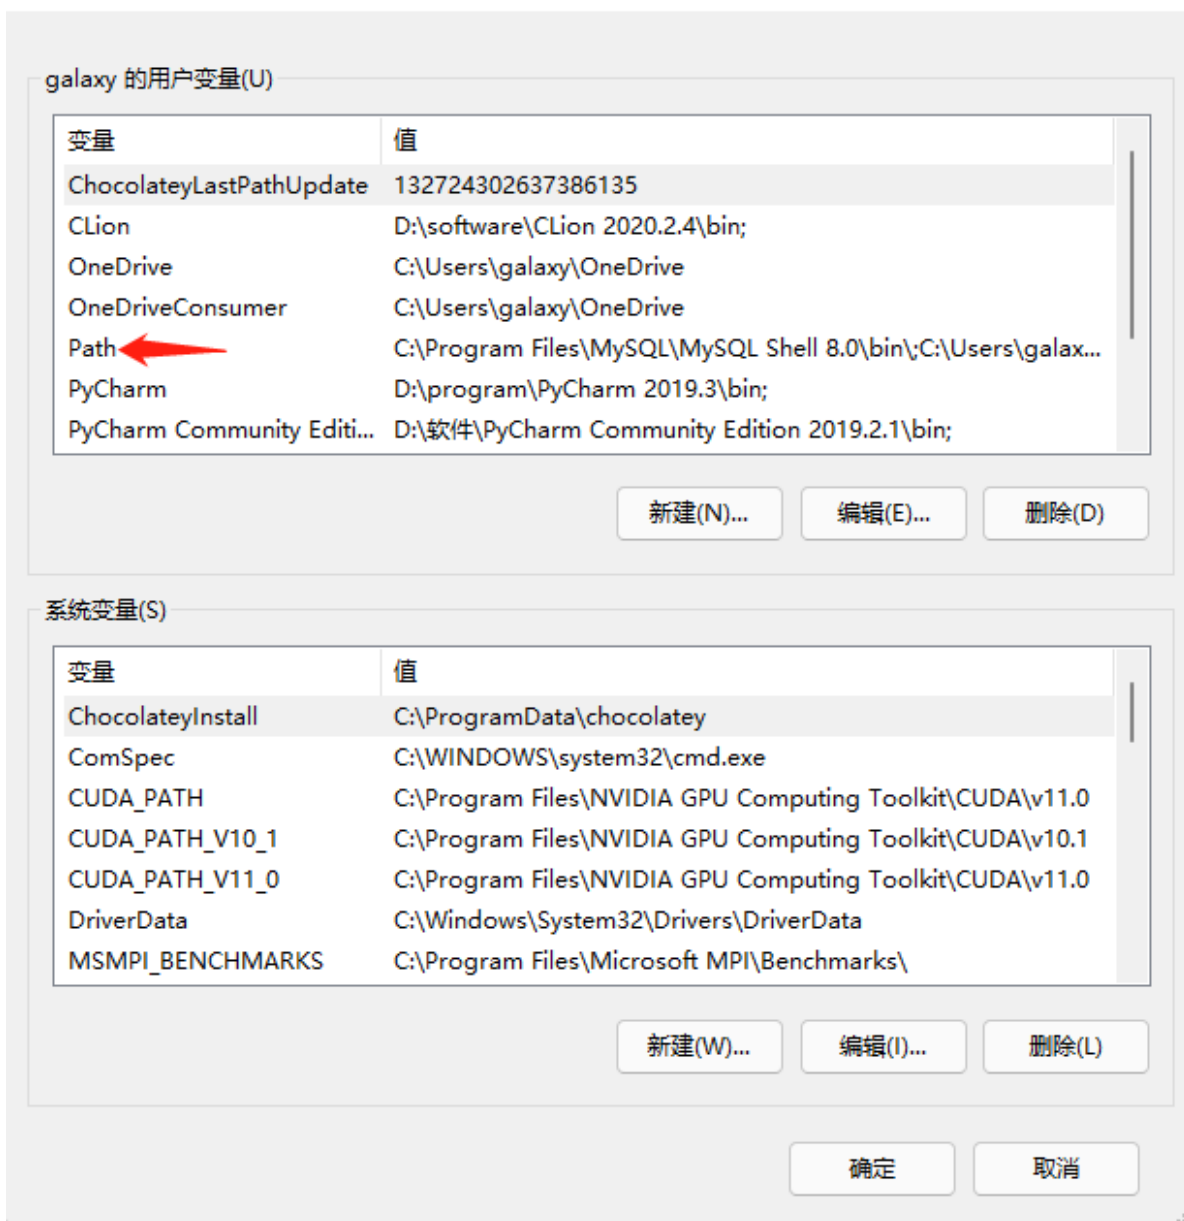 galaxy 的用户变量(U)
变量 值
ChocolateyLastPathUpdate 132724302637386135
CLion D:\software\CLion 2020.2.4\bin;
OneDrive C:\Users\galaxy\OneDrive
OneDriveConsumer C:\Users\galaxy\OneDrive
Path C:\Program Files\MySQL\MySQL Shell 8.0\bin\;C:\Users\galax...
PyCharm D:\program\PyCharm 2019.3\bin;
PyCharm Community Editi... D:\软件\PyCharm Community Edition 2019.2.1\bin;
新建(N)... 编辑(E)... 删除(D)
系统变量(S)
变量 值
ChocolateyInstall C:\ProgramData\chocolatey
ComSpec C:\WINDOWS\system32\cmd.exe
CUDA_PATH C:\Program Files\NVIDIA GPU Computing Toolkit\CUDA\v11.0
CUDA_PATH_V10_1 C:\Program Files\NVIDIA GPU Computing Toolkit\CUDA\v10.1
CUDA_PATH_V11_0 C:\Program Files\NVIDIA GPU Computing Toolkit\CUDA\v11.0
DriverData C:\Windows\System32\Drivers\DriverData
MSMPI_BENCHMARKS C:\Program Files\Microsoft MPI\Benchmarks\
新建(W)... 编辑(I)... 删除(L)
确定 取消